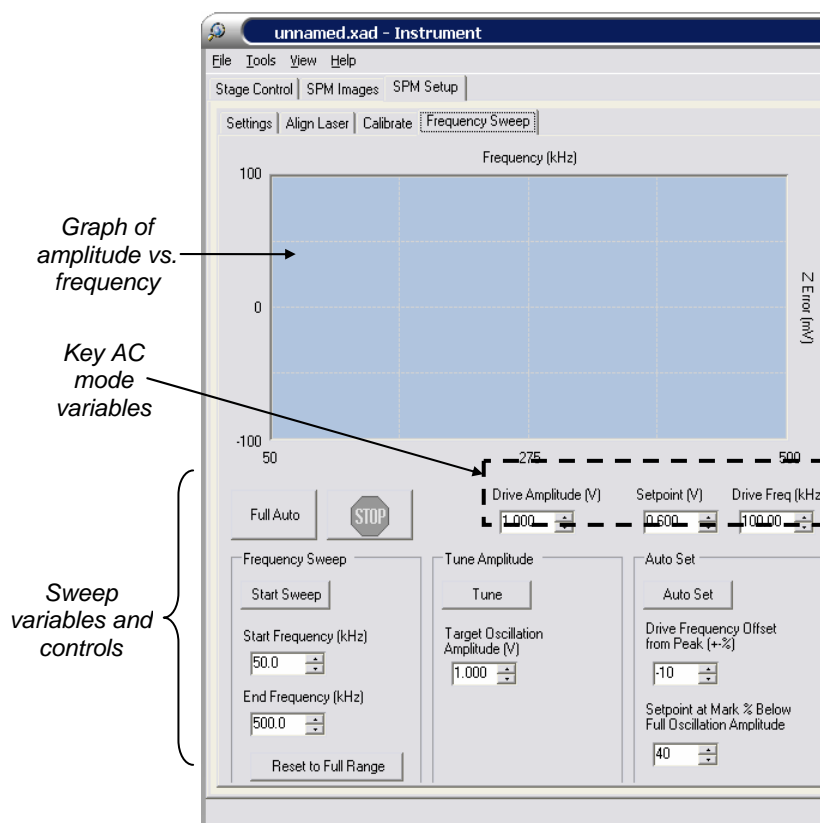 unnamed.xad - Instrument
File Tools View Help
Stage Control SPM Images SPM Setup
Settings Align Laser Calibrate Frequency Sweep
Frequency (kHz)
100
0
-100
50 275 500
Z Error (mV)
Graph of
amplitude vs.
frequency
Key AC
mode
variables
Sweep
variables and
controls
Full Auto
STOP
Drive Amplitude (V) Setpoint (V) Drive Freq (kHz
1.000 0.600 100.00
Frequency Sweep
Start Sweep
Start Frequency (kHz)
50.0
End Frequency (kHz)
500.0
Reset to Full Range
Tune Amplitude
Tune
Target Oscillation
Amplitude (V)
1.000
Auto Set
Auto Set
Drive Frequency Offset
from Peak (+-%)
-10
Setpoint at Mark % Below
Full Oscillation Amplitude
40